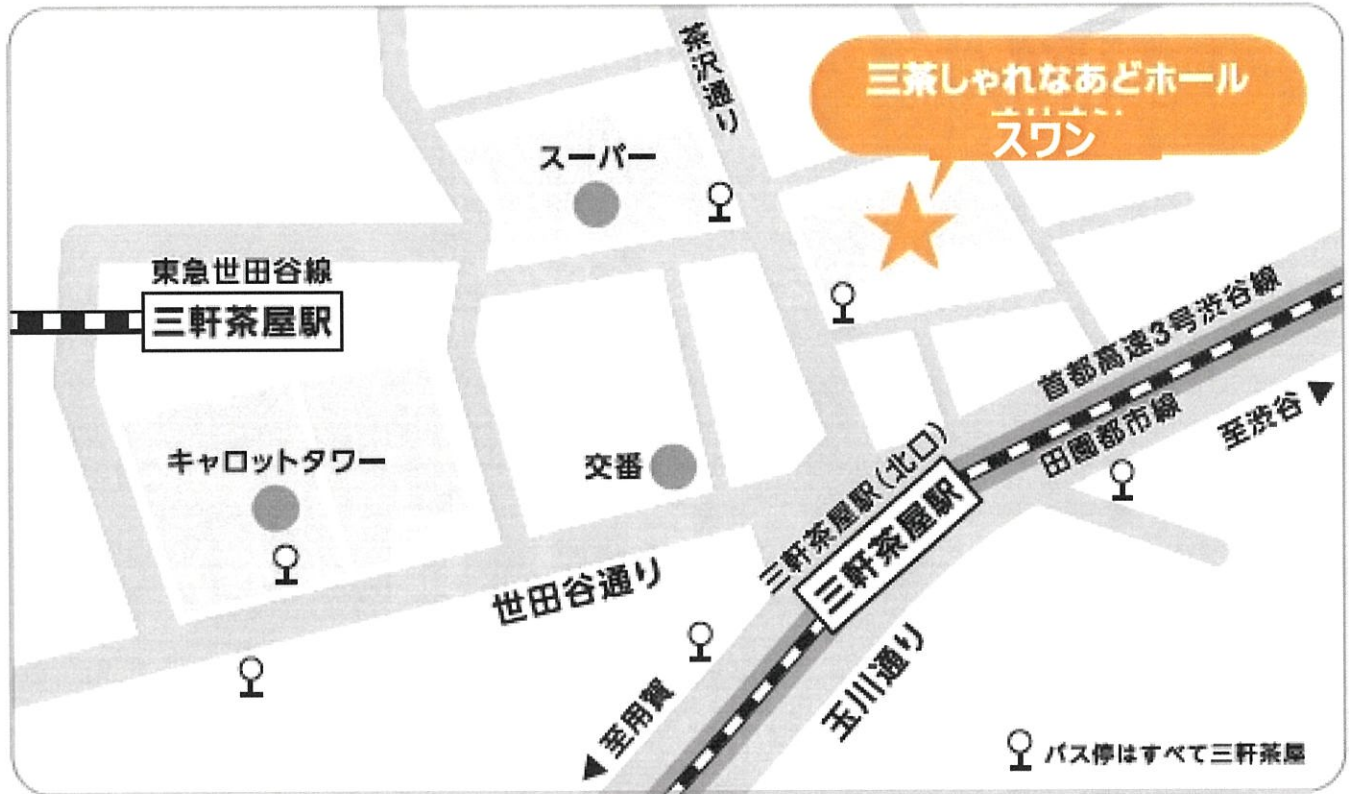 茶沢通り
三茶しゃれなあどホール
スワン
スーパー
東急世田谷線
三軒茶屋駅
首都高速3号渋谷線
至渋谷 ▶
田園都市線
キャロットタワー
交番
三軒茶屋駅(北口)
三軒茶屋駅
世田谷通り
玉川通り
◀ 至用賀
バス停はすべて三軒茶屋